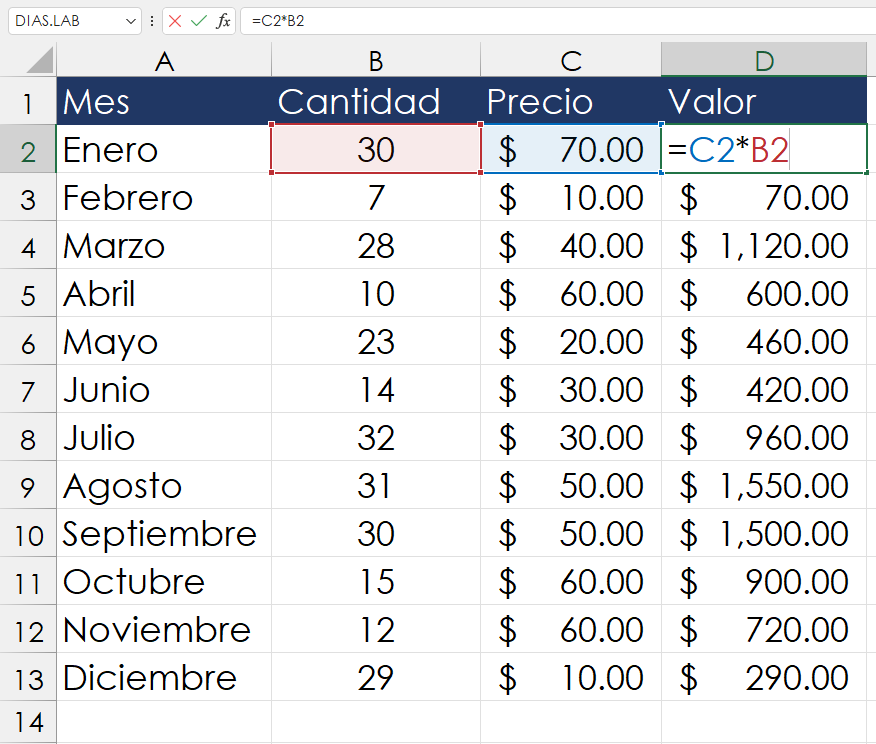 DIAS.LAB fx =C2*B2
A B C D
1 Mes Cantidad Precio Valor
2 Enero 30 $ 70.00 =C2*B2
3 Febrero 7 $ 10.00 $ 70.00
4 Marzo 28 $ 40.00 $ 1,120.00
5 Abril 10 $ 60.00 $ 600.00
6 Mayo 23 $ 20.00 $ 460.00
7 Junio 14 $ 30.00 $ 420.00
8 Julio 32 $ 30.00 $ 960.00
9 Agosto 31 $ 50.00 $ 1,550.00
10 Septiembre 30 $ 50.00 $ 1,500.00
11 Octubre 15 $ 60.00 $ 900.00
12 Noviembre 12 $ 60.00 $ 720.00
13 Diciembre 29 $ 10.00 $ 290.00
14